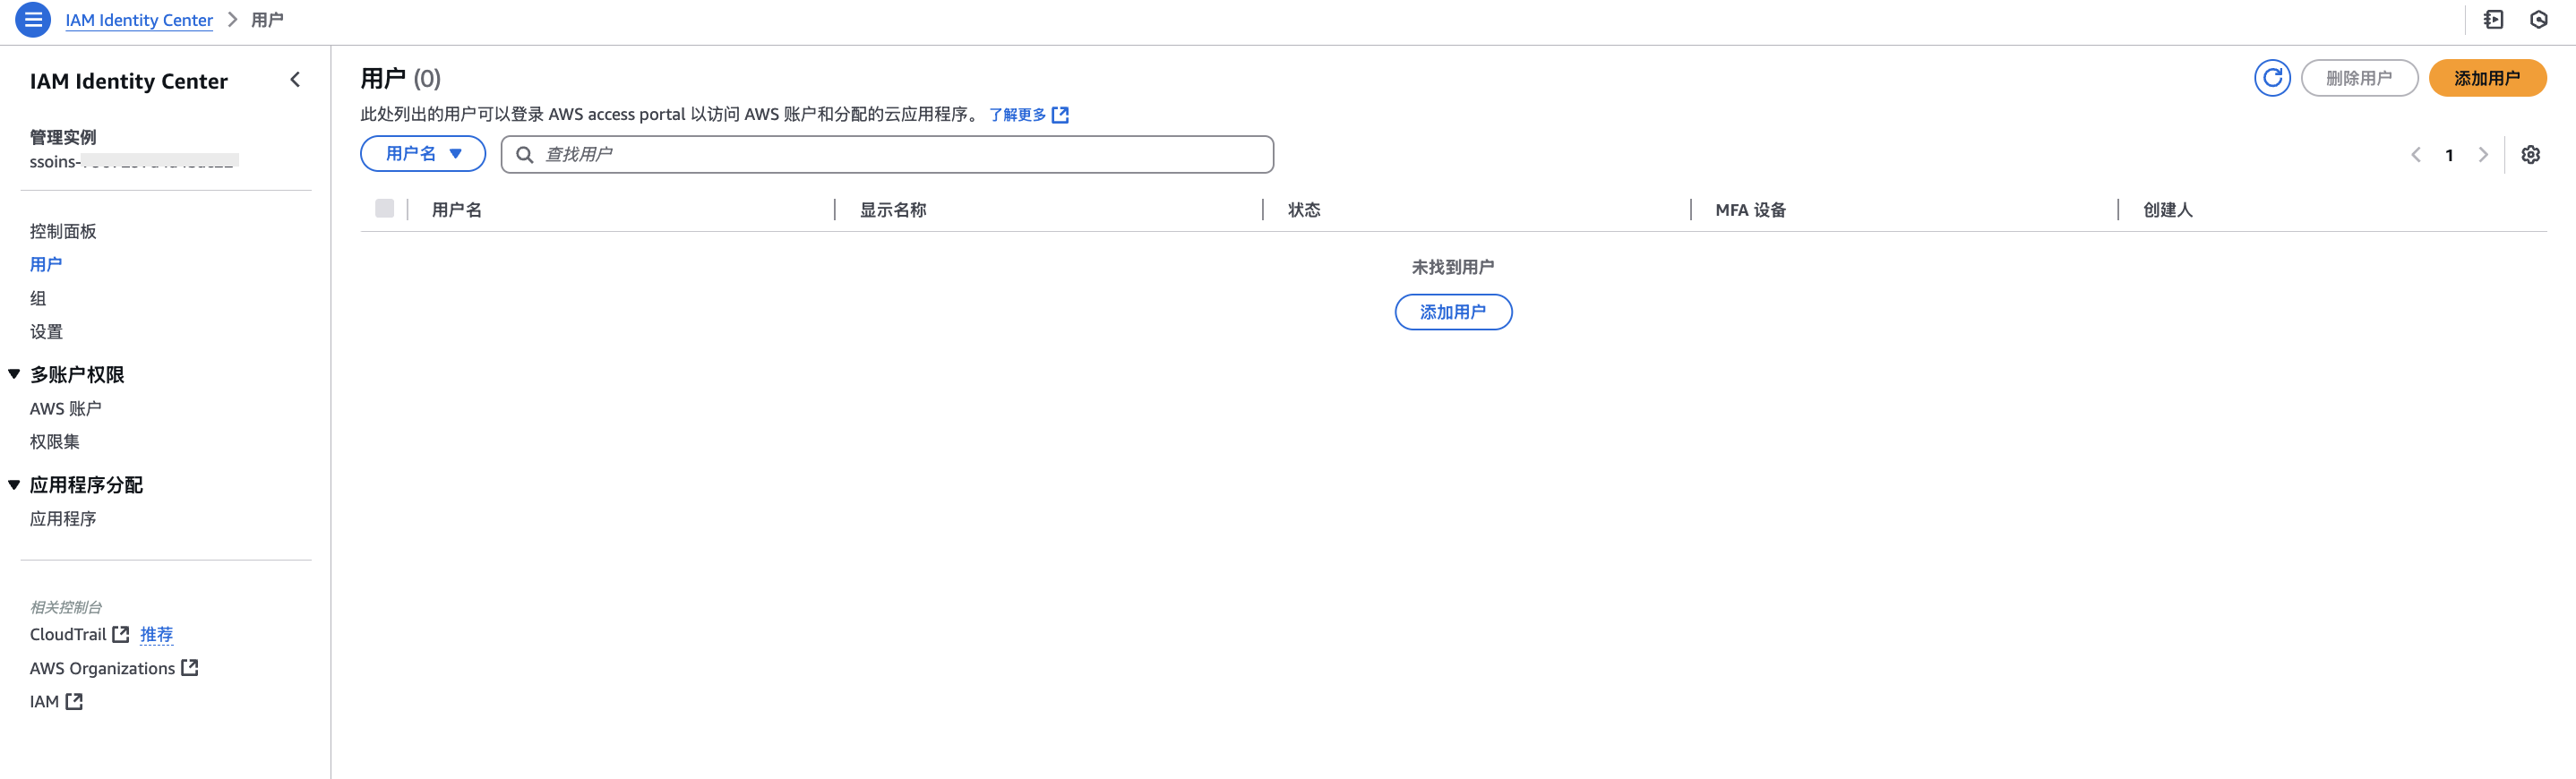 IAM Identity Center > 用户
IAM Identity Center
管理实例
ssoins-
控制面板
用户
组
设置
多账户权限
AWS 账户
权限集
应用程序分配
应用程序
相关控制台
CloudTrail 推荐
AWS Organizations
IAM
用户 (0)
删除用户
添加用户
此处列出的用户可以登录 AWS access portal 以访问 AWS 账户和分配的云应用程序。 了解更多
用户名
查找用户
1
用户名 显示名称 状态 MFA 设备 创建人
未找到用户
添加用户